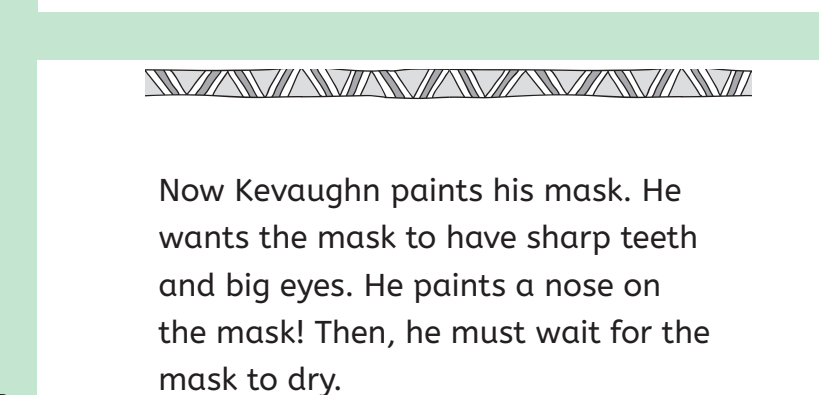 Now Kevaughn paints his mask. He
wants the mask to have sharp teeth
and big eyes. He paints a nose on
the mask! Then, he must wait for the
mask to dry.